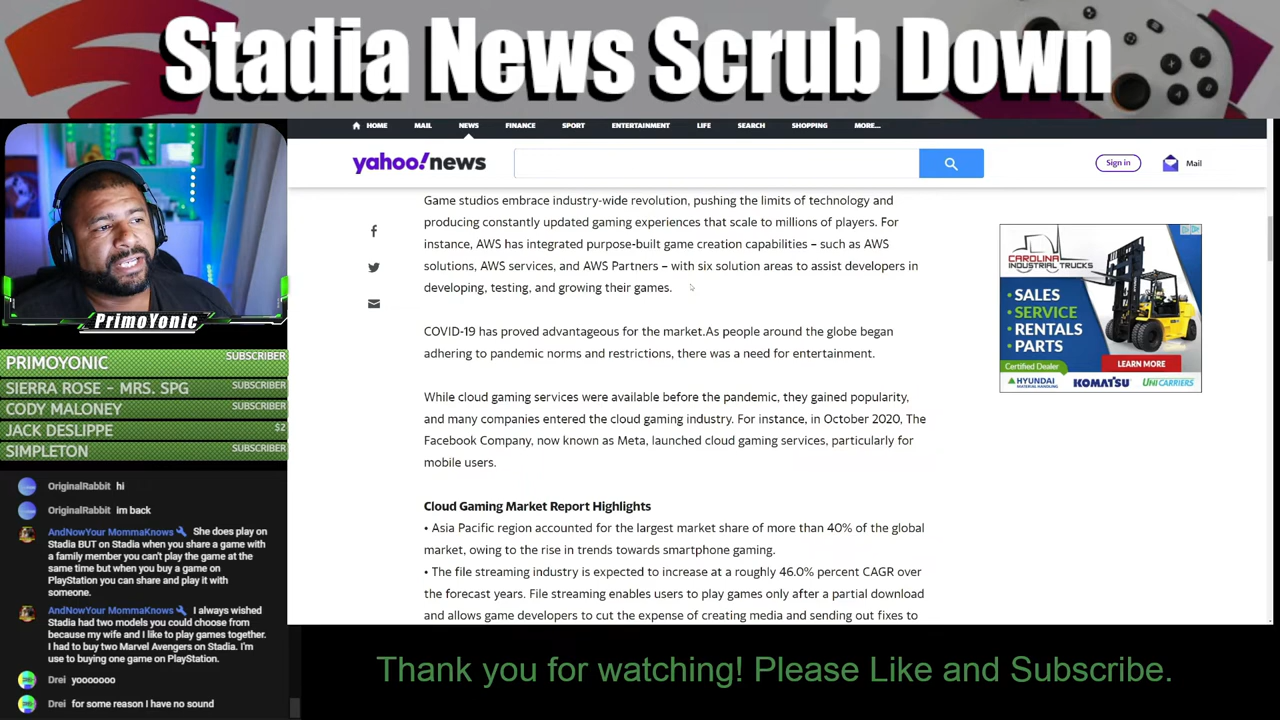 Stadia News Scrub Down
HOME MAIL NEWS FINANCE SPORT ENTERTAINMENT LIFE SEARCH SHOPPING MORE...
yahoo!news
Sign in
Mail
Game studios embrace industry-wide revolution, pushing the limits of technology and
producing constantly updated gaming experiences that scale to millions of players. For
instance, AWS has integrated purpose-built game creation capabilities – such as AWS
solutions, AWS services, and AWS Partners – with six solution areas to assist developers in
developing, testing, and growing their games.
COVID-19 has proved advantageous for the market.As people around the globe began
adhering to pandemic norms and restrictions, there was a need for entertainment.
While cloud gaming services were available before the pandemic, they gained popularity,
and many companies entered the cloud gaming industry. For instance, in October 2020, The
Facebook Company, now known as Meta, launched cloud gaming services, particularly for
mobile users.
Cloud Gaming Market Report Highlights
• Asia Pacific region accounted for the largest market share of more than 40% of the global
market, owing to the rise in trends towards smartphone gaming.
• The file streaming industry is expected to increase at a roughly 46.0% percent CAGR over
the forecast years. File streaming enables users to play games only after a partial download
and allows game developers to cut the expense of creating media and sending out fixes to
CAROLINA
INDUSTRIAL TRUCKS
• SALES
• SERVICE
• RENTALS
• PARTS
LEARN MORE
Certified Dealer
HYUNDAI
MATERIAL HANDLING
KOMATSU
UNICARRIERS
PrimoYonic
PRIMOYONIC SUBSCRIBER
SIERRA ROSE - MRS. SPG SUBSCRIBER
CODY MALONEY SUBSCRIBER
JACK DESLIPPE $2
SIMPLETON SUBSCRIBER
OriginalRabbit hi
OriginalRabbit im back
AndNowYour MommaKnows She does play on
Stadia BUT on Stadia when you share a game with
a family member you can't play the game at the
same time but when you buy a game on
PlayStation you can share and play it with
someone.
AndNowYour MommaKnows I always wished
Stadia had two models you could choose from
because my wife and I like to play games together.
I had to buy two Marvel Avengers on Stadia. I'm
use to buying one game on PlayStation.
Drei yooooooo
Drei for some reason I have no sound
Thank you for watching! Please Like and Subscribe.